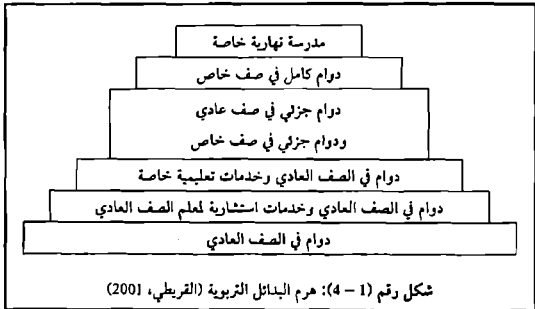 مدرسة نهارية خاصة
دوام كامل في صف خاص
دوام جزئي في صف عادي
ودوام جزئي في صف خاص
دوام في الصف العادي وخدمات تعليمية خاصة
دوام في الصف العادي وخدمات استشارية لمعلم الصف العادي
دوام في الصف العادي
شكل رقم (1 – 4): هرم البدائل التربوية (القريطي، 2001)